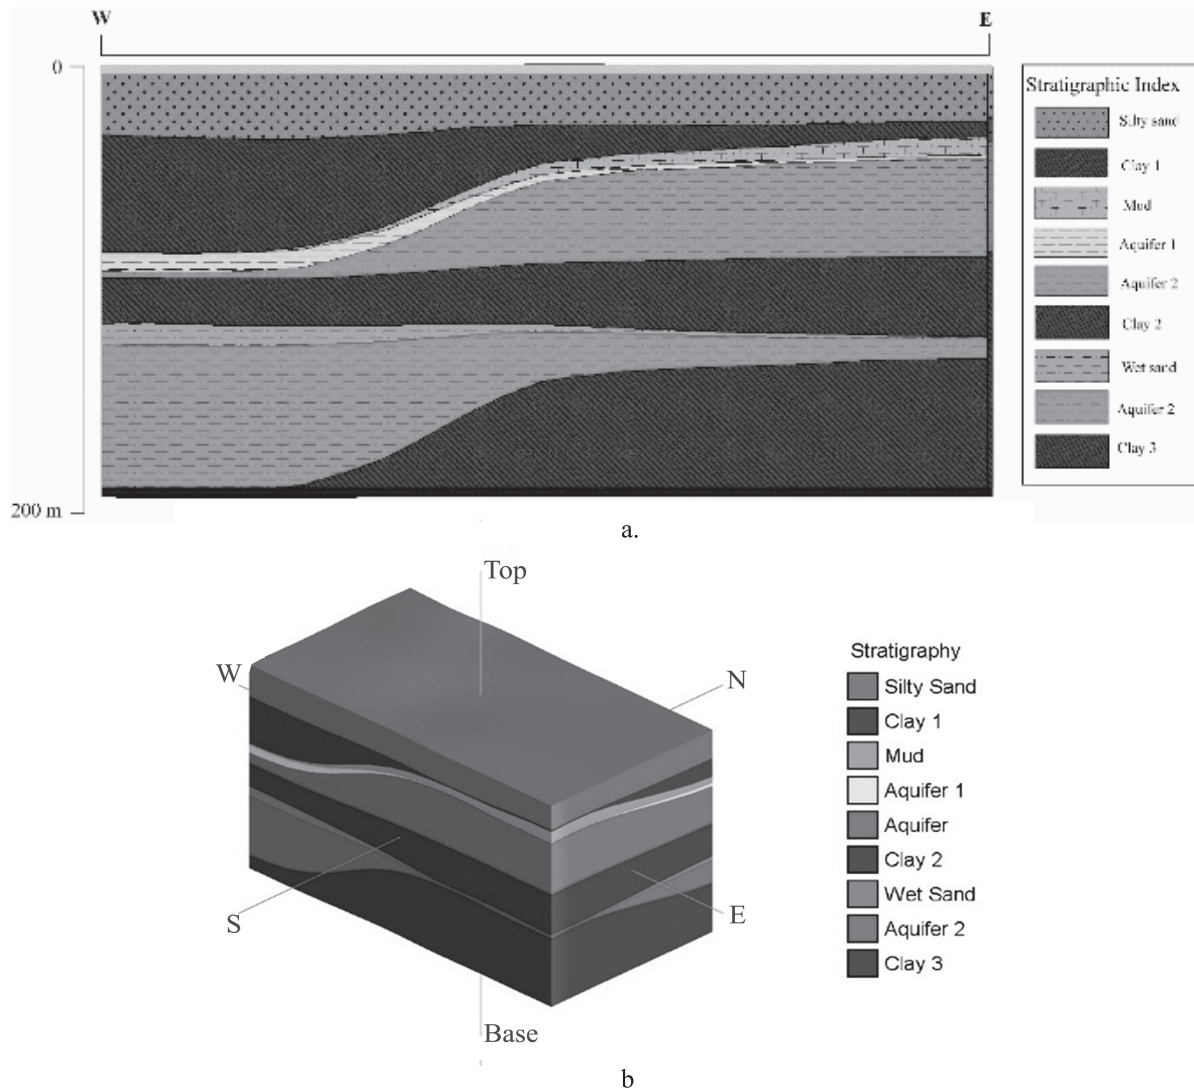 W
E
0
Stratigraphic Index
Silty sand
Clay 1
Mud
Aquifer 1
Aquifer 2
Clay 2
Wet sand
Aquifer 2
Clay 3
200 m
a.
Top
W
N
S
E
Base
Stratigraphy
Silty Sand
Clay 1
Mud
Aquifer 1
Aquifer
Clay 2
Wet Sand
Aquifer 2
Clay 3
b